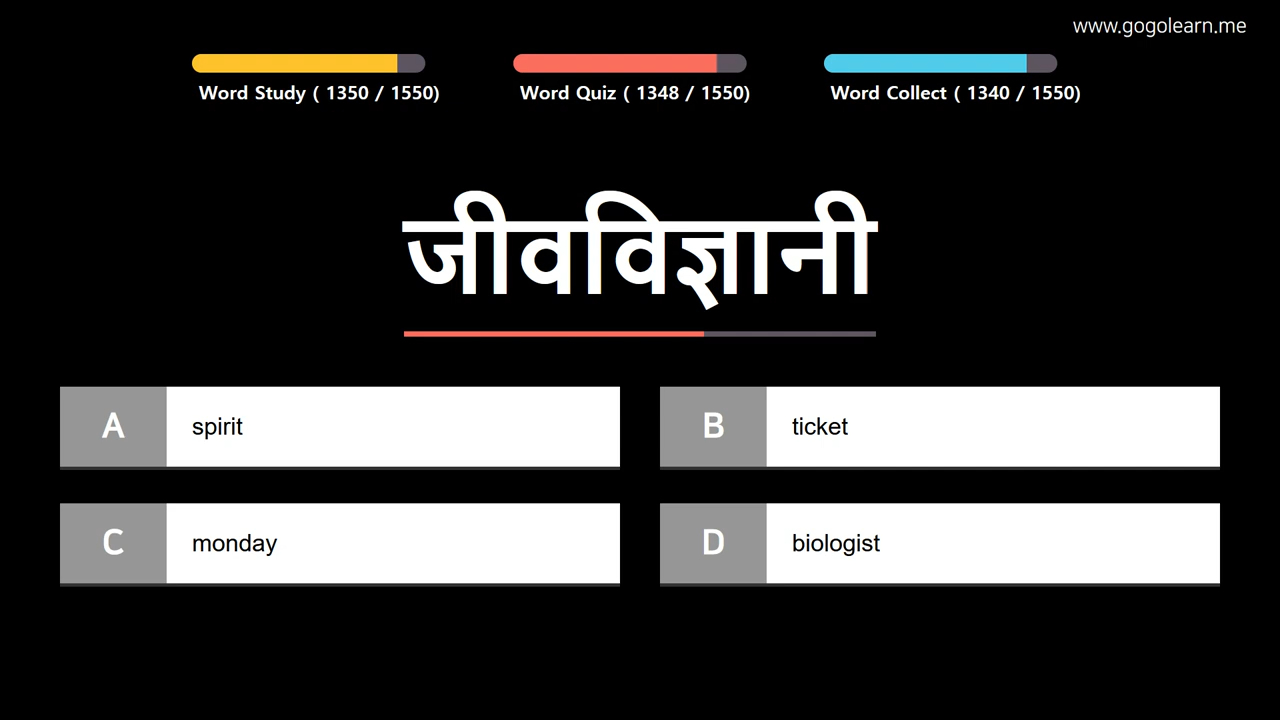 www.gogolearn.me
Word Study ( 1350 / 1550)
Word Quiz ( 1348 / 1550)
Word Collect ( 1340 / 1550)
जीवविज्ञानी
A spirit
B ticket
C monday
D biologist